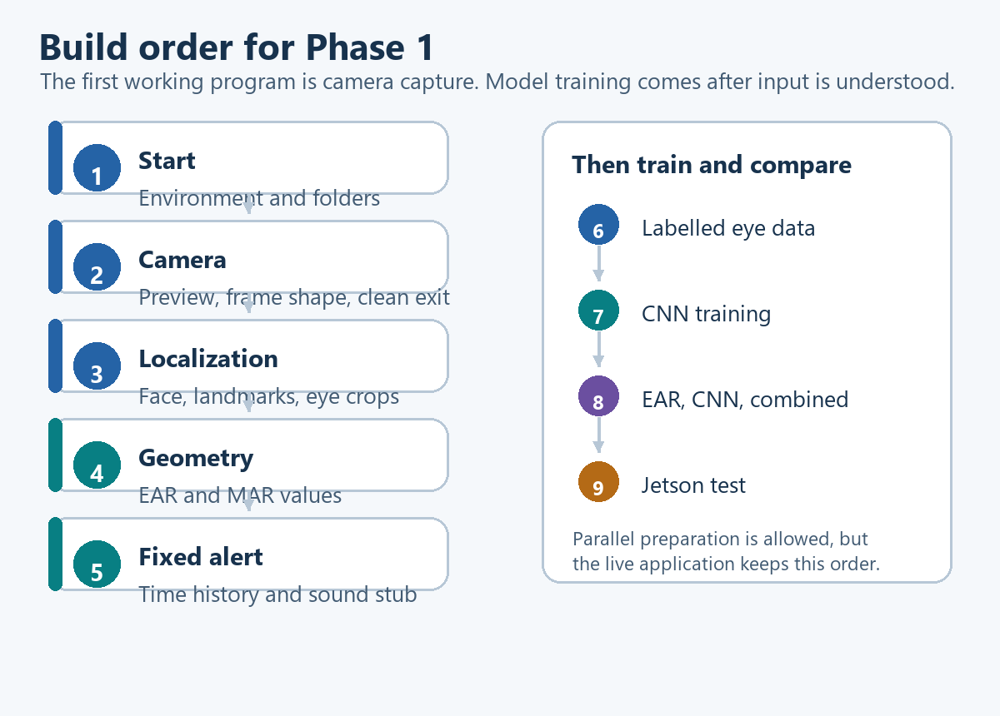 Build order for Phase 1
The first working program is camera capture. Model training comes after input is understood.
1
Start
Environment and folders
2
Camera
Preview, frame shape, clean exit
3
Localization
Face, landmarks, eye crops
4
Geometry
EAR and MAR values
5
Fixed alert
Time history and sound stub
Then train and compare
6 Labelled eye data
7 CNN training
8 EAR, CNN, combined
9 Jetson test
Parallel preparation is allowed, but
the live application keeps this order.